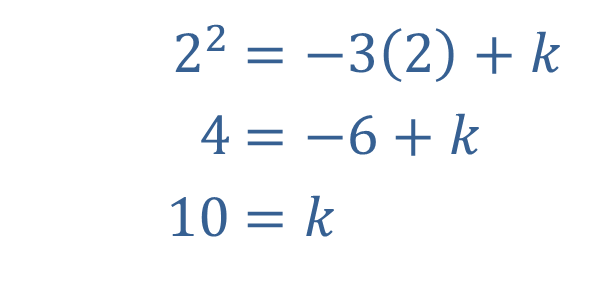 2² = −3(2) + k
4 = −6 + k
10 = k